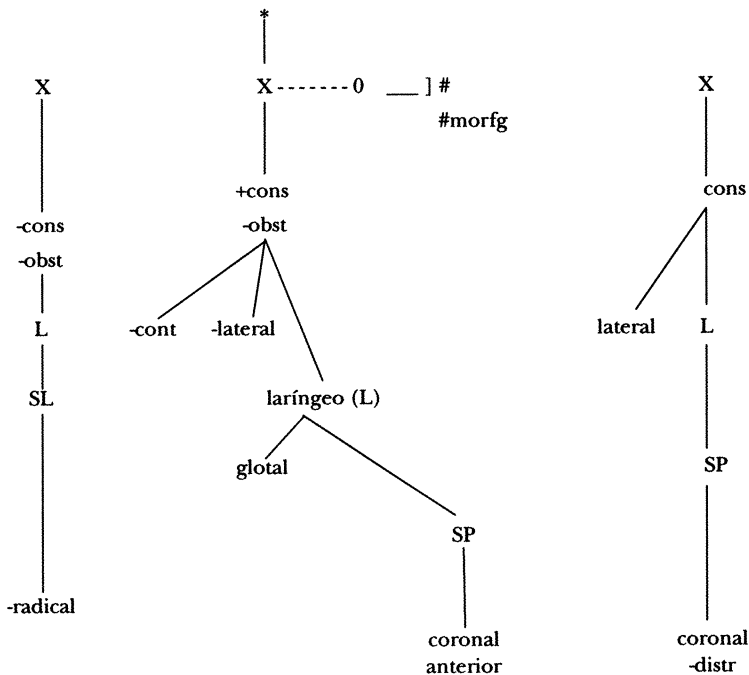 *
X
X ------- 0 ___ ] #
#morfg
X
-cons
-obst
L
SL
-radical
+cons
-obst
-cont -lateral
laríngeo (L)
glotal
SP
coronal
anterior
cons
lateral L
SP
coronal
-distr